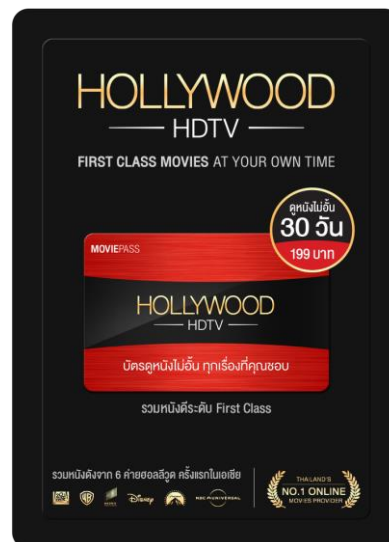 HOLLYWOOD
HDTV
FIRST CLASS MOVIES AT YOUR OWN TIME
ดูหนังไม่อั้น
30 วัน
199 บาท
MOVIEPASS
HOLLYWOOD
HDTV
บัตรดูหนังไม่อั้น ทุกเรื่องที่คุณชอบ
รวมหนังดีระดับ First Class
รวมหนังดังจาก 6 ค่ายฮอลลีวูด ครั้งแรกในเอเชีย
WB
Disney
NBCUNIVERSAL
THAILAND'S
NO.1 ONLINE
MOVIES PROVIDER